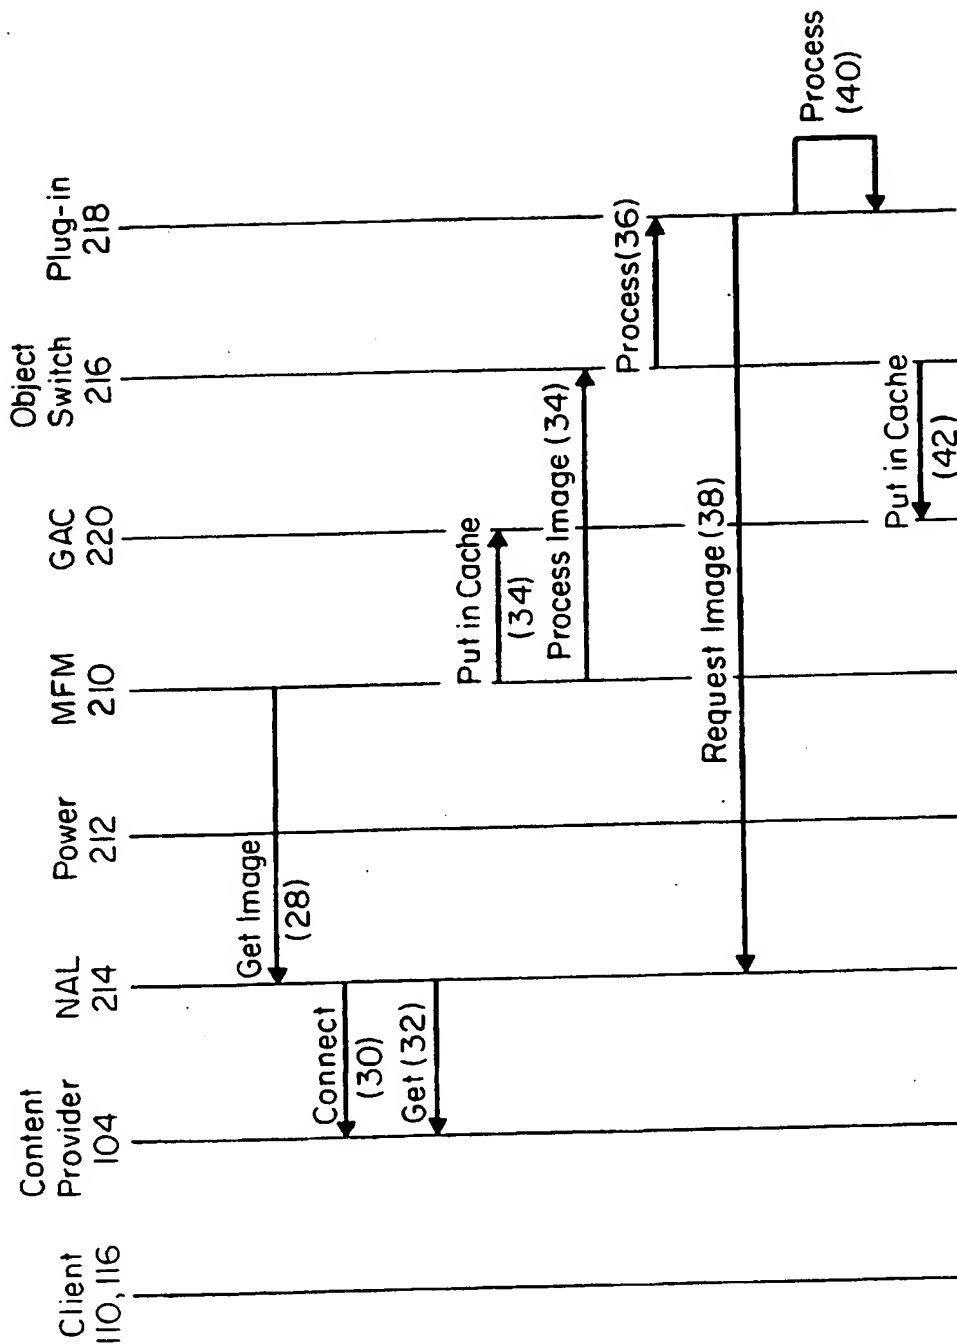 Client
110, 116
Content
Provider
104
NAL
214
Power
212
MFM
210
GAC
220
Object
Switch
216
Plug-in
218
Get Image
(28)
Connect
(30)
Get (32)
Put in Cache
(34)
Process Image (34)
Process (36)
Request Image (38)
Process
(40)
Put in Cache
(42)